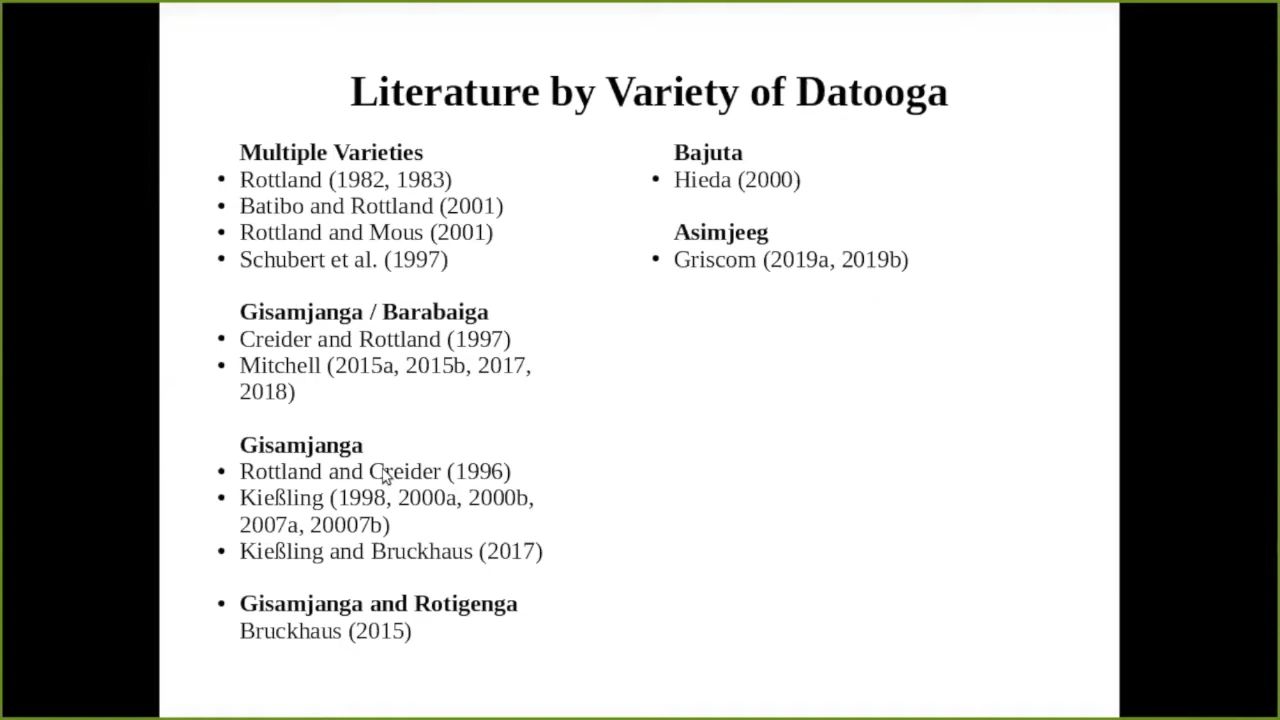 Literature by Variety of Datooga
Multiple Varieties
• Rottland (1982, 1983)
• Batibo and Rottland (2001)
• Rottland and Mous (2001)
• Schubert et al. (1997)
Gisamjanga / Barabaiga
• Creider and Rottland (1997)
• Mitchell (2015a, 2015b, 2017,
2018)
Gisamjanga
• Rottland and Creider (1996)
• Kießling (1998, 2000a, 2000b,
2007a, 20007b)
• Kießling and Bruckhaus (2017)
• Gisamjanga and Rotigenga
Bruckhaus (2015)
Bajuta
• Hieda (2000)
Asimjeeg
• Griscom (2019a, 2019b)